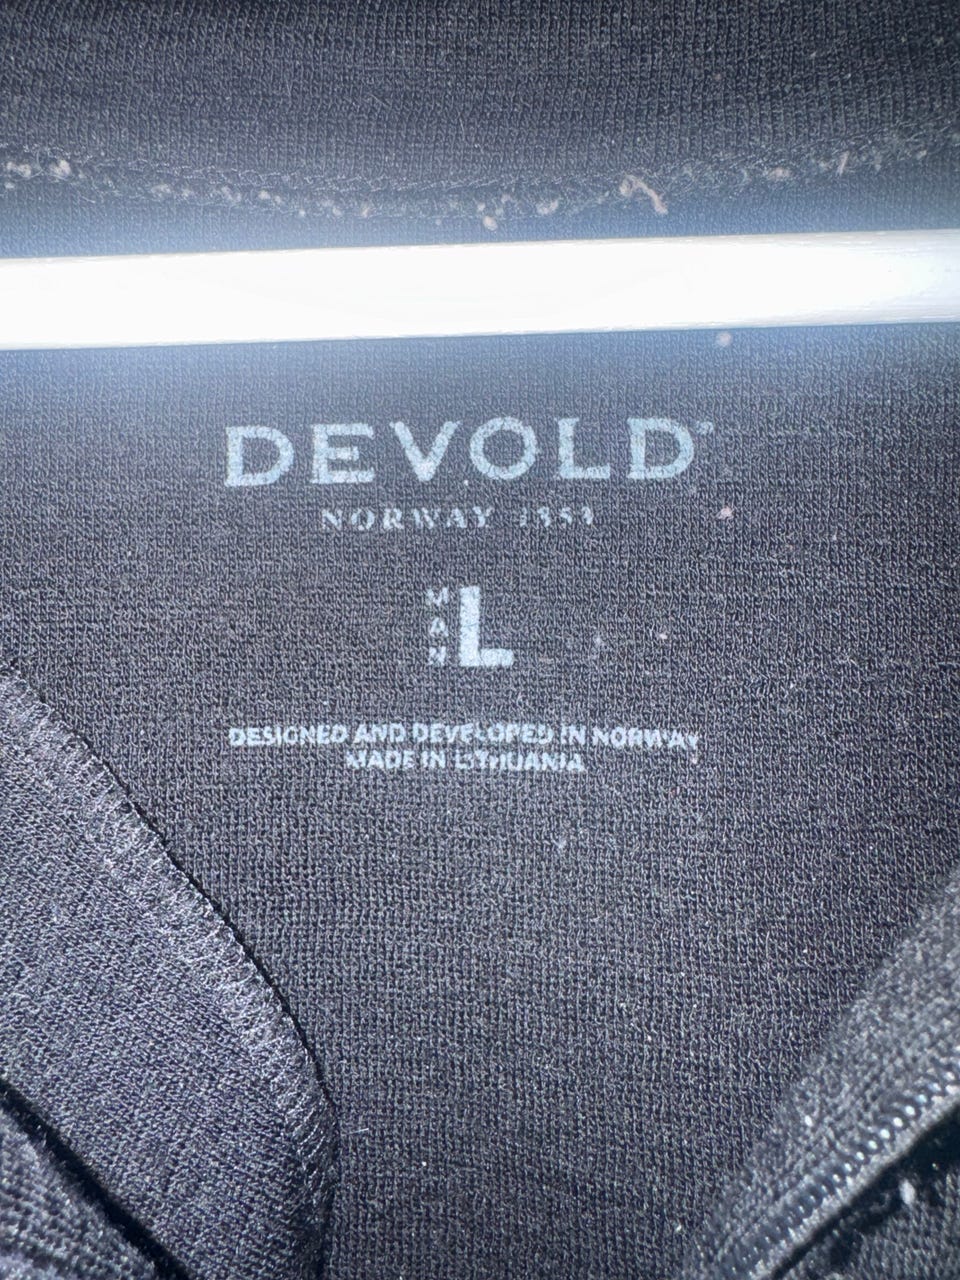 DEVOLD®
NORWAY 1853
MAN
L
DESIGNED AND DEVELOPED IN NORWAY
MADE IN LITHUANIA